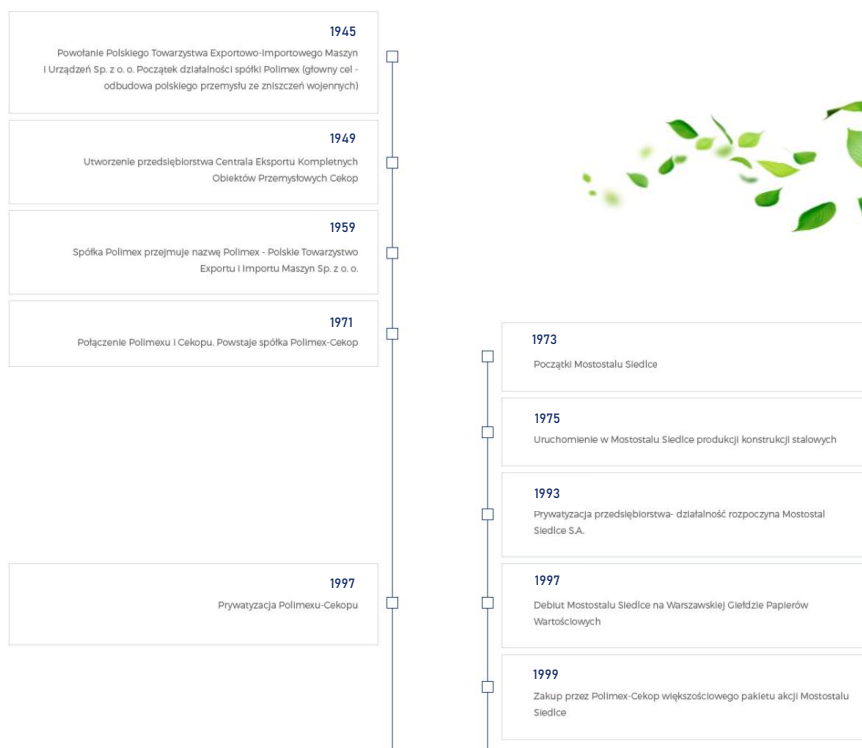 1945
Powołanie Polskiego Towarzystwa Exportowo-Importowego Maszyn
i Urządzeń Sp. z o. o. Początek działalności spółki Polimex (głowny cel -
odbudowa polskiego przemysłu ze zniszczeń wojennych)
1949
Utworzenie przedsiębiorstwa Centrala Eksportu Kompletnych
Obiektów Przemysłowych Cekop
1959
Spółka Polimex przejmuje nazwę Polimex - Polskie Towarzystwo
Exportu i Importu Maszyn Sp. z o. o.
1971
Połączenie Polimexu i Cekopu. Powstaje spółka Polimex-Cekop
1997
Prywatyzacja Polimexu-Cekopu
1973
Początki Mostostalu Siedlce
1975
Uruchomienie w Mostostalu Siedlce produkcji konstrukcji stalowych
1993
Prywatyzacja przedsiębiorstwa- działalność rozpoczyna Mostostal
Siedlce S.A.
1997
Debiut Mostostalu Siedlce na Warszawskiej Giełdzie Papierów
Wartościowych
1999
Zakup przez Polimex-Cekop większościowego pakietu akcji Mostostalu
Siedlce